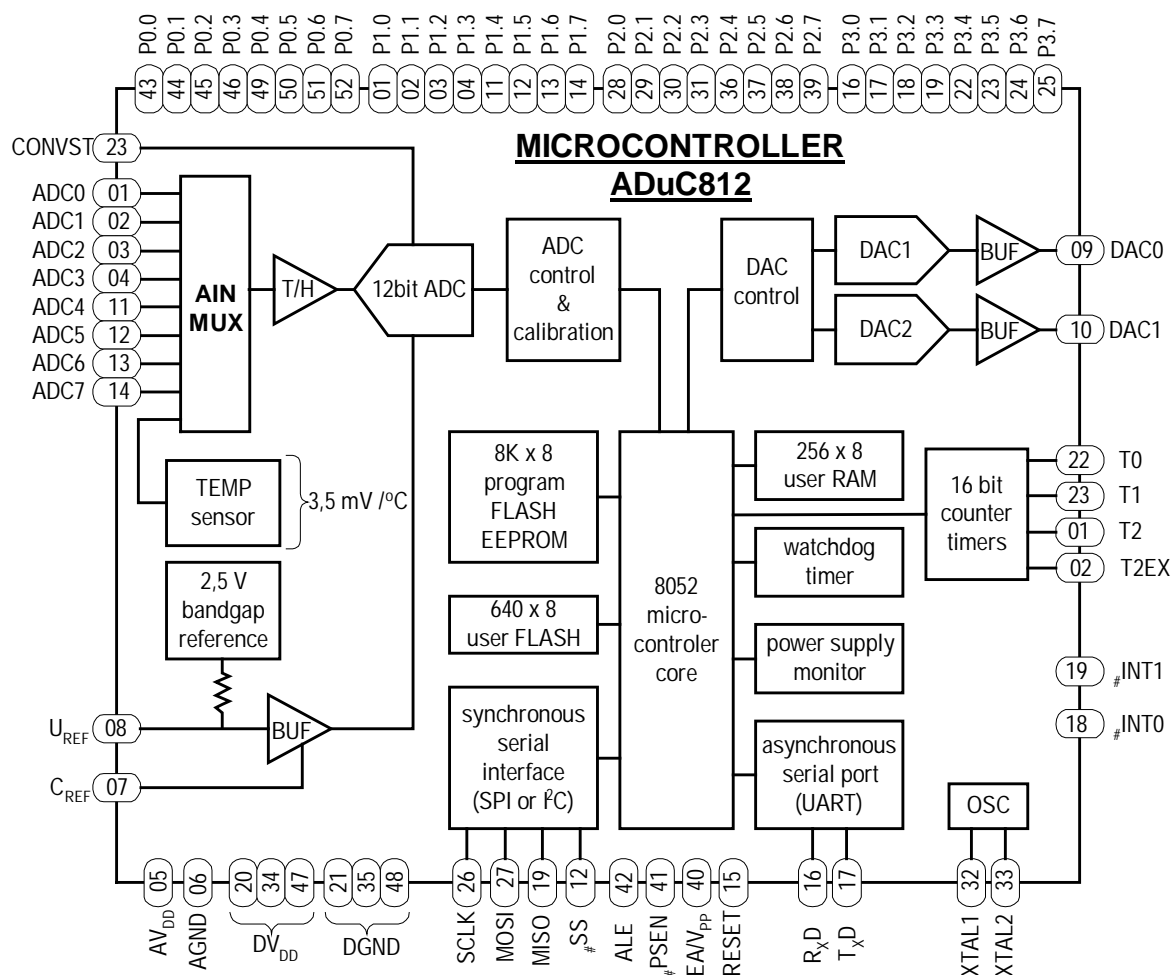 P0.0 P0.1 P0.2 P0.3 P0.4 P0.5 P0.6 P0.7 P1.0 P1.1 P1.2 P1.3 P1.4 P1.5 P1.6 P1.7 P2.0 P2.1 P2.2 P2.3 P2.4 P2.5 P2.6 P2.7 P3.0 P3.1 P3.2 P3.3 P3.4 P3.5 P3.6 P3.7
43 44 45 46 49 50 51 52 01 02 03 04 11 12 13 14 28 29 30 31 36 37 38 39 16 17 18 19 22 23 24 25
MICROCONTROLLER
ADuC812
CONVST 23
ADC0 01
ADC1 02
ADC2 03
ADC3 04
ADC4 11
ADC5 12
ADC6 13
ADC7 14
AIN
MUX
T/H
12bit ADC
ADC
control
&
calibration
DAC
control
DAC1
BUF
09 DAC0
DAC2
BUF
10 DAC1
TEMP
sensor
3,5 mV /ºC
2,5 V
bandgap
reference
U_REF 08
BUF
C_REF 07
8K x 8
program
FLASH
EEPROM
640 x 8
user FLASH
synchronous
serial
interface
(SPI or I²C)
8052
micro-
controler
core
256 x 8
user RAM
watchdog
timer
power supply
monitor
asynchronous
serial port
(UART)
16 bit
counter
timers
22 T0
23 T1
01 T2
02 T2EX
19 #INT1
18 #INT0
OSC
05 06 20 34 47 21 35 48 26 27 19 12 42 41 40 15 16 17 32 33
AV_DD AGND DV_DD DGND SCLK MOSI MISO #SS ALE #PSEN EA/V_PP RESET R_XD T_XD XTAL1 XTAL2